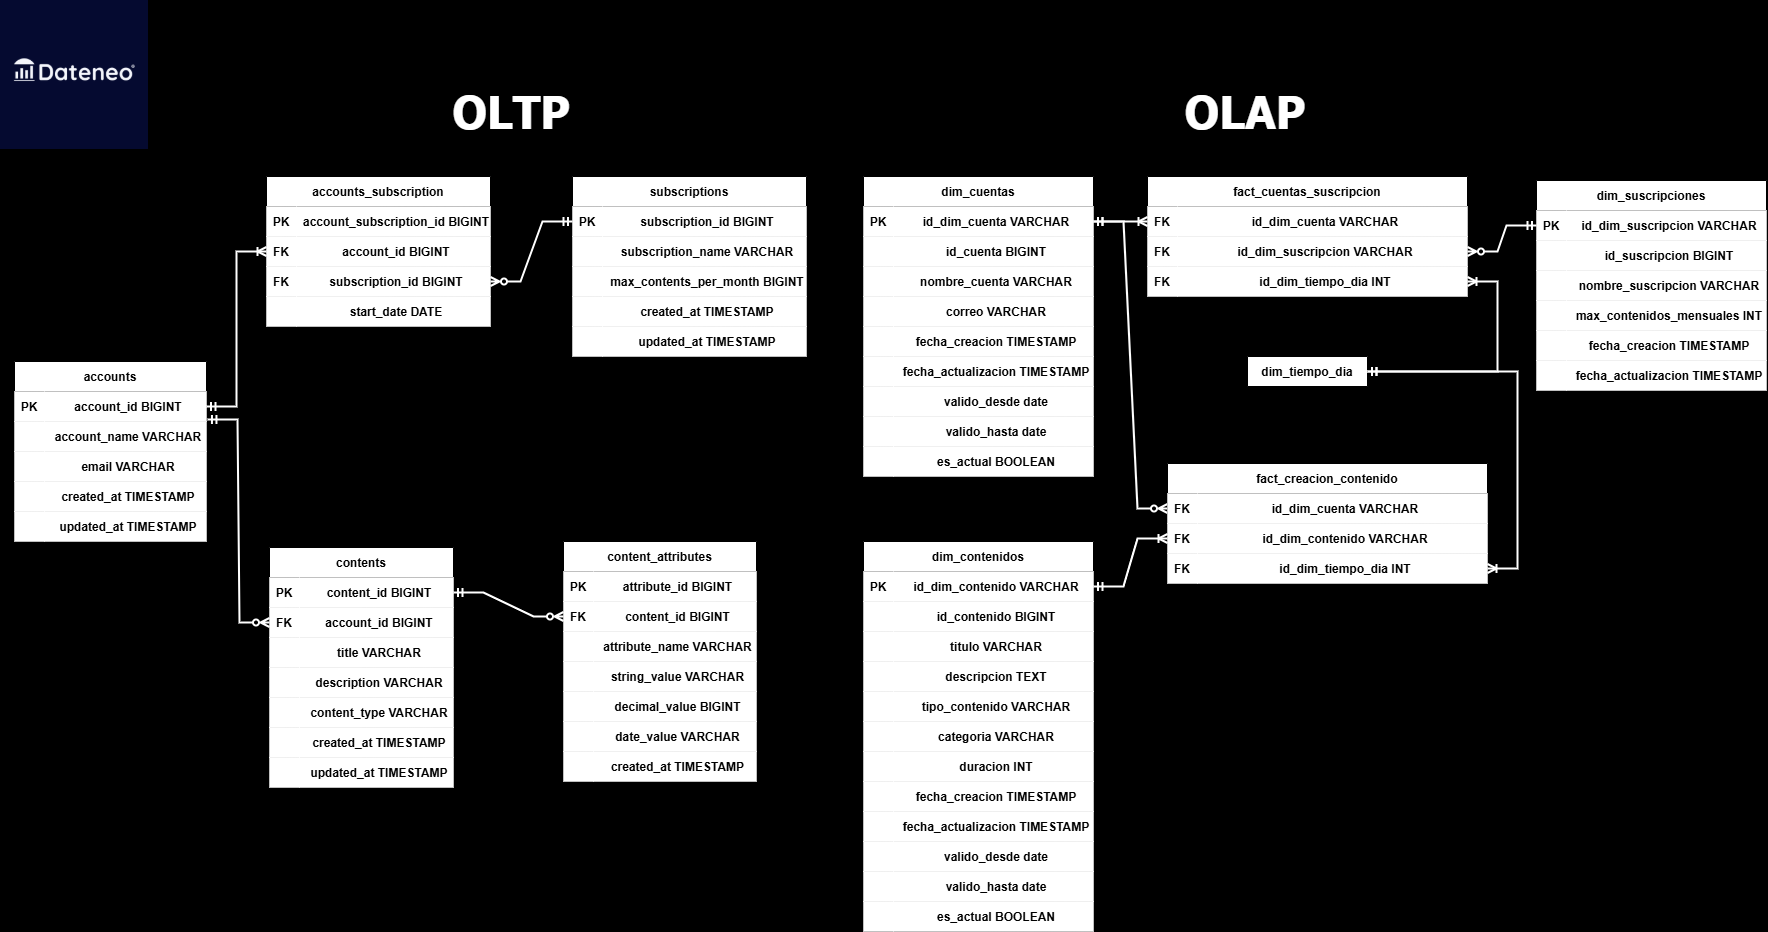 Dateneo
OLTP
OLAP
accounts_subscription
PK account_subscription_id BIGINT
FK account_id BIGINT
FK subscription_id BIGINT
start_date DATE
subscriptions
PK subscription_id BIGINT
subscription_name VARCHAR
max_contents_per_month BIGINT
created_at TIMESTAMP
updated_at TIMESTAMP
accounts
PK account_id BIGINT
account_name VARCHAR
email VARCHAR
created_at TIMESTAMP
updated_at TIMESTAMP
contents
PK content_id BIGINT
FK account_id BIGINT
title VARCHAR
description VARCHAR
content_type VARCHAR
created_at TIMESTAMP
updated_at TIMESTAMP
content_attributes
PK attribute_id BIGINT
FK content_id BIGINT
attribute_name VARCHAR
string_value VARCHAR
decimal_value BIGINT
date_value VARCHAR
created_at TIMESTAMP
dim_cuentas
PK id_dim_cuenta VARCHAR
id_cuenta BIGINT
nombre_cuenta VARCHAR
correo VARCHAR
fecha_creacion TIMESTAMP
fecha_actualizacion TIMESTAMP
valido_desde date
valido_hasta date
es_actual BOOLEAN
fact_cuentas_suscripcion
FK id_dim_cuenta VARCHAR
FK id_dim_suscripcion VARCHAR
FK id_dim_tiempo_dia INT
dim_suscripciones
PK id_dim_suscripcion VARCHAR
id_suscripcion BIGINT
nombre_suscripcion VARCHAR
max_contenidos_mensuales INT
fecha_creacion TIMESTAMP
fecha_actualizacion TIMESTAMP
dim_tiempo_dia
fact_creacion_contenido
FK id_dim_cuenta VARCHAR
FK id_dim_contenido VARCHAR
FK id_dim_tiempo_dia INT
dim_contenidos
PK id_dim_contenido VARCHAR
id_contenido BIGINT
titulo VARCHAR
descripcion TEXT
tipo_contenido VARCHAR
categoria VARCHAR
duracion INT
fecha_creacion TIMESTAMP
fecha_actualizacion TIMESTAMP
valido_desde date
valido_hasta date
es_actual BOOLEAN